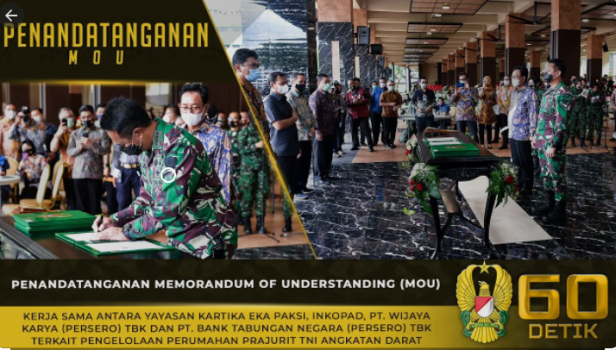 PENANDATANGANAN
MOU
PENANDATANGANAN MEMORANDUM OF UNDERSTANDING (MOU)
KERJA SAMA ANTARA YAYASAN KARTIKA EKA PAKSI, INKOPAD, PT. WIJAYA
KARYA (PERSERO) TBK DAN PT. BANK TABUNGAN NEGARA (PERSERO) TBK
TERKAIT PENGELOLAAN PERUMAHAN PRAJURIT TNI ANGKATAN DARAT
60
DETIK